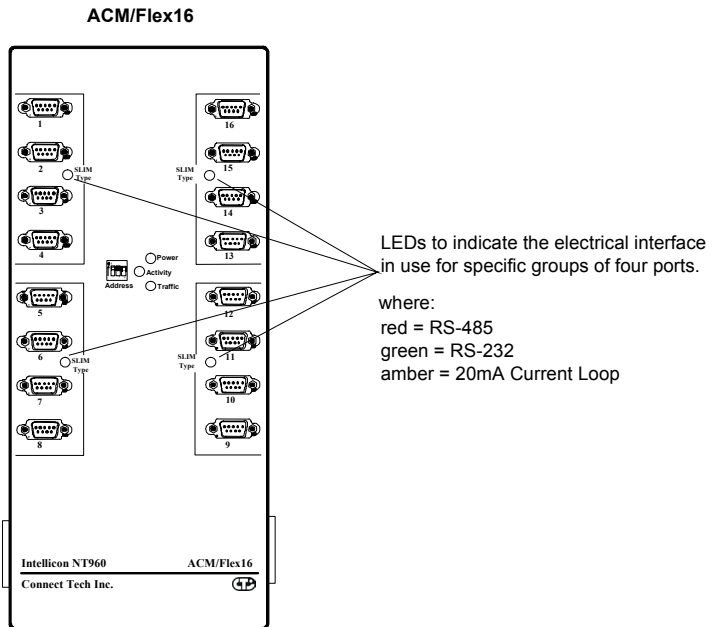 ACM/Flex16
1
2
SLIM
Type
3
4
16
15
SLIM
Type
14
13
Address
Power
Activity
Traffic
5
6
SLIM
Type
7
8
12
11
SLIM
Type
10
9
Intellicon NT960 ACM/Flex16
Connect Tech Inc.
LEDs to indicate the electrical interface
in use for specific groups of four ports.
where:
red = RS-485
green = RS-232
amber = 20mA Current Loop